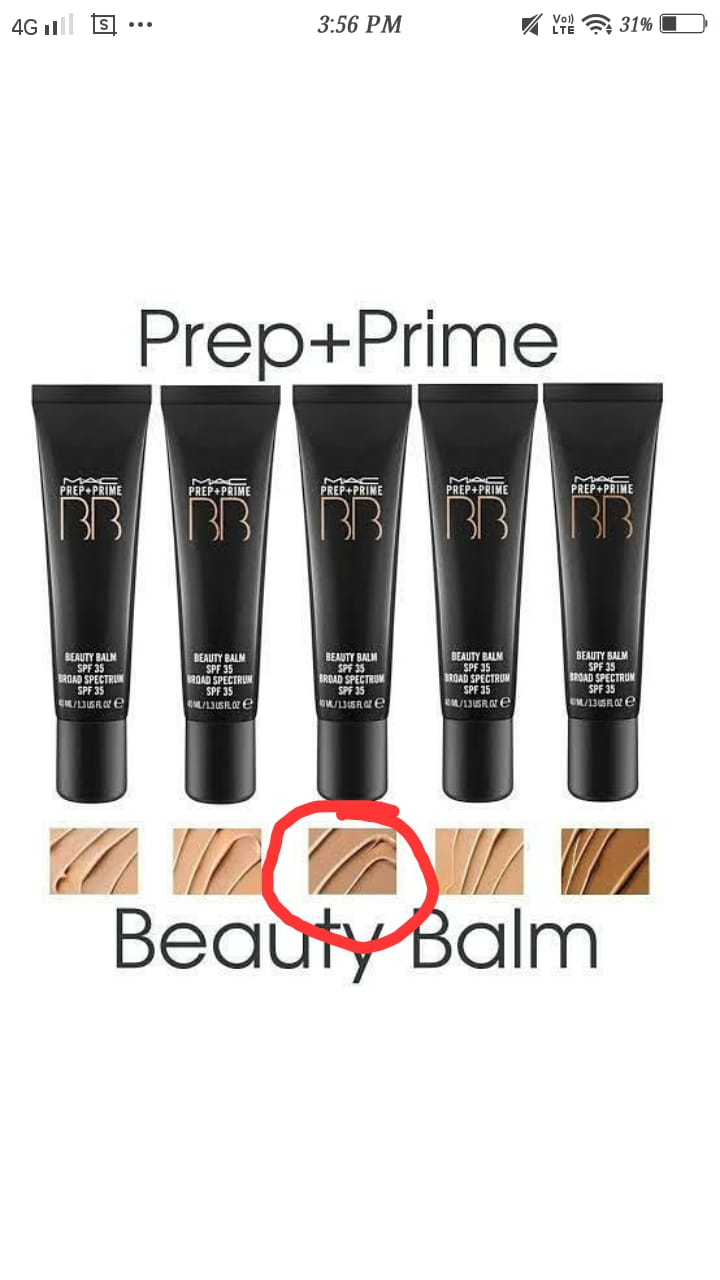 4G S 3:56 PM Vo)) LTE 31%
Prep+Prime
MAC MAC MAC MAC MAC
PREP+PRIME PREP+PRIME PREP+PRIME PREP+PRIME PREP+PRIME
BB BB BB BB BB
BEAUTY BALM BEAUTY BALM BEAUTY BALM BEAUTY BALM BEAUTY BALM
SPF 35 SPF 35 SPF 35 SPF 35 SPF 35
BROAD SPECTRUM BROAD SPECTRUM BROAD SPECTRUM BROAD SPECTRUM BROAD SPECTRUM
SPF 35 SPF 35 SPF 35 SPF 35 SPF 35
40 ML/1.3 US FL OZ e 40 ML/1.3 US FL OZ e 40 ML/1.3 US FL OZ e 40 ML/1.3 US FL OZ e 40 ML/1.3 US FL OZ e
Beauty Balm